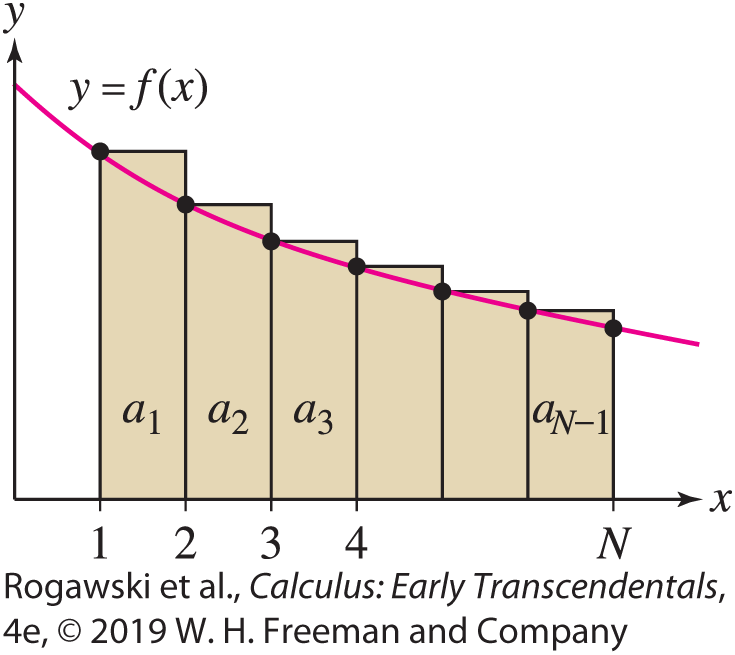 y
y = f(x)
a1 a2 a3 aN−1
x
1 2 3 4 N
Rogawski et al., Calculus: Early Transcendentals,
4e, © 2019 W. H. Freeman and Company